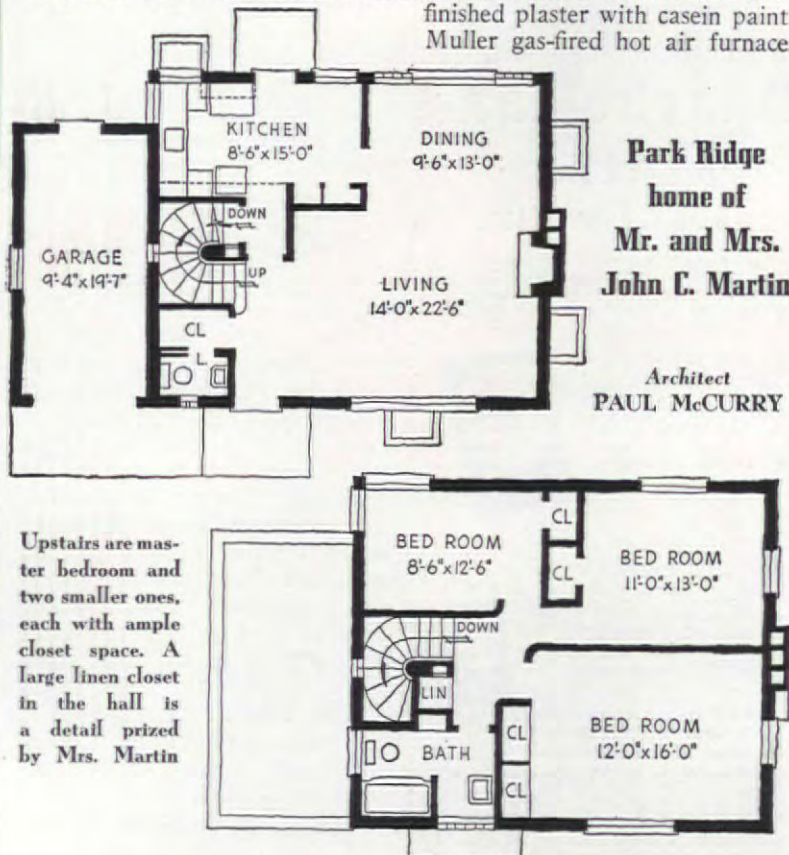 finished plaster with casein paint
Muller gas-fired hot air furnace
KITCHEN
8'-6"x15'-0"
DINING
9'-6"x13'-0"
DOWN
GARAGE
9'-4"x19'-7"
UP
LIVING
14'-0"x22'-6"
CL
L.
Park Ridge
home of
Mr. and Mrs.
John C. Martin
Architect
PAUL McCURRY
Upstairs are mas-
ter bedroom and
two smaller ones,
each with ample
closet space. A
large linen closet
in the hall is
a detail prized
by Mrs. Martin
BED ROOM
8'-6"x12'-6"
CL
CL
BED ROOM
11'-0"x13'-0"
DOWN
LIN
BATH
CL
CL
BED ROOM
12'-0"x16'-0"